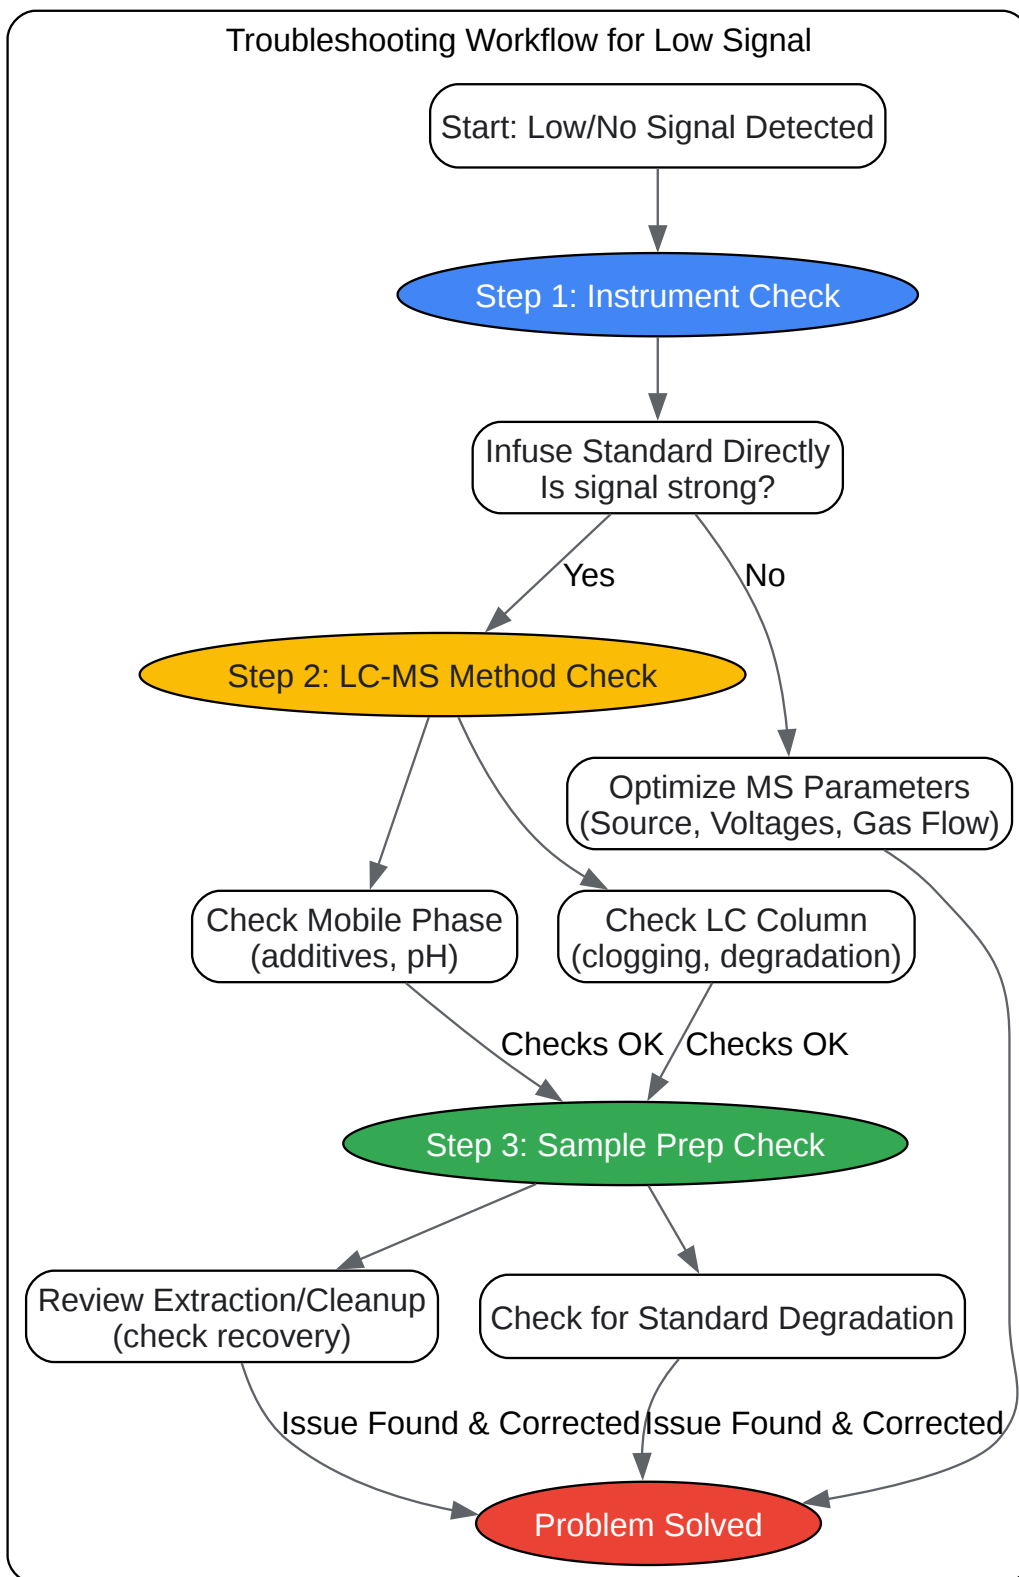 Troubleshooting Workflow for Low Signal
Start: Low/No Signal Detected
Step 1: Instrument Check
Infuse Standard Directly
Is signal strong?
Yes
No
Step 2: LC-MS Method Check
Optimize MS Parameters
(Source, Voltages, Gas Flow)
Check Mobile Phase
(additives, pH)
Check LC Column
(clogging, degradation)
Checks OK
Checks OK
Step 3: Sample Prep Check
Review Extraction/Cleanup
(check recovery)
Check for Standard Degradation
Issue Found & Corrected
Issue Found & Corrected
Problem Solved